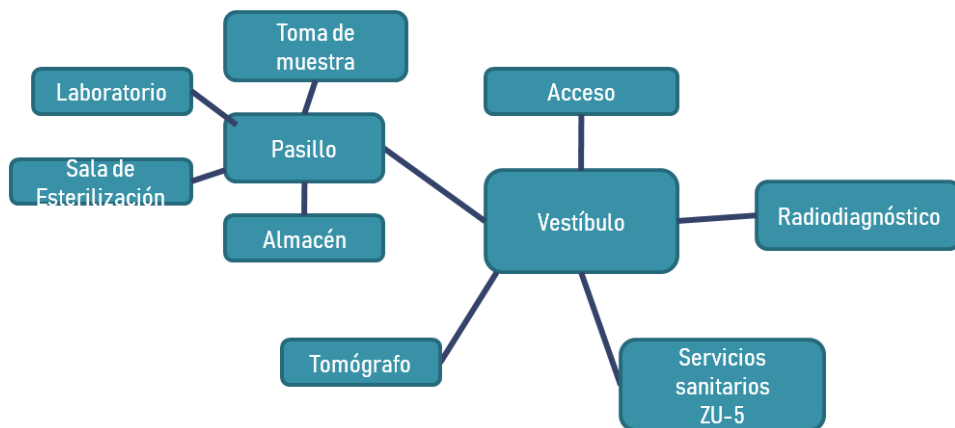 Toma de
muestra
Laboratorio
Acceso
Pasillo
Sala de
Esterilización
Almacén
Vestíbulo
Radiodiagnóstico
Tomógrafo
Servicios
sanitarios
ZU-5